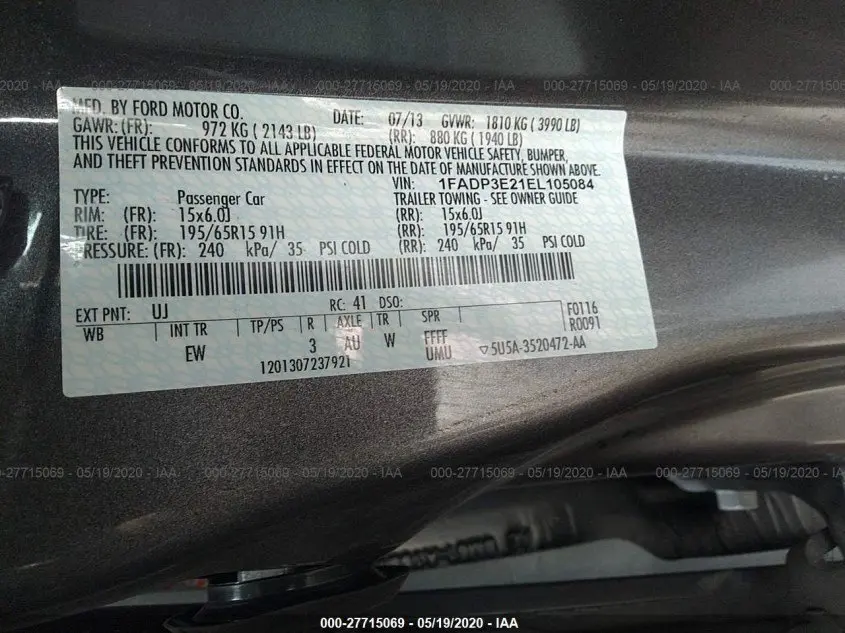 000-27715069 - 05/19/2020 - IAA
MFD. BY FORD MOTOR CO. DATE: 07/13 GVWR: 1810 KG ( 3990 LB)
GAWR: (FR): 972 KG ( 2143 LB) (RR): 880 KG ( 1940 LB)
THIS VEHICLE CONFORMS TO ALL APPLICABLE FEDERAL MOTOR VEHICLE SAFETY, BUMPER,
AND THEFT PREVENTION STANDARDS IN EFFECT ON THE DATE OF MANUFACTURE SHOWN ABOVE.
VIN: 1FADP3E21EL105084
TYPE: Passenger Car TRAILER TOWING - SEE OWNER GUIDE
RIM: (FR): 15x6.0J (RR): 15x6.0J
TIRE: (FR): 195/65R15 91H (RR): 195/65R15 91H
PRESSURE: (FR): 240 kPa/ 35 PSI COLD (RR): 240 kPa/ 35 PSI COLD
EXT PNT: UJ RC: 41 DSO: F0116
WB INT TR TP/PS R AXLE TR SPR R0091
EW 3 AU W FFFF
UMU ▽5U5A-3520472-AA
1201307237921
000-27715069 - 05/19/2020 - IAA
000-27715069 - 05/19/2020 - IAA